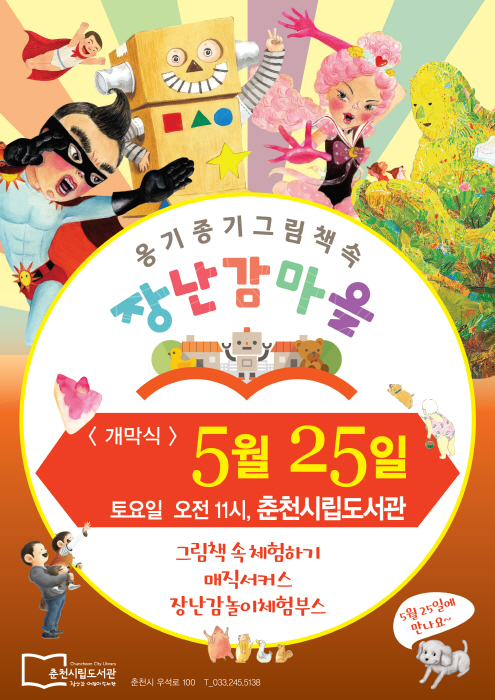 옹기종기그림책 속
장난감마을
〈 개막식 〉
5월 25일
토요일 오전 11시, 춘천시립도서관
그림책 속 체험하기
매직서커스
장난감놀이체험부스
5월 25일에
만나요~
Chuncheon City Library
춘천시립도서관
춘천시 우석로 100 T_033.245.5138